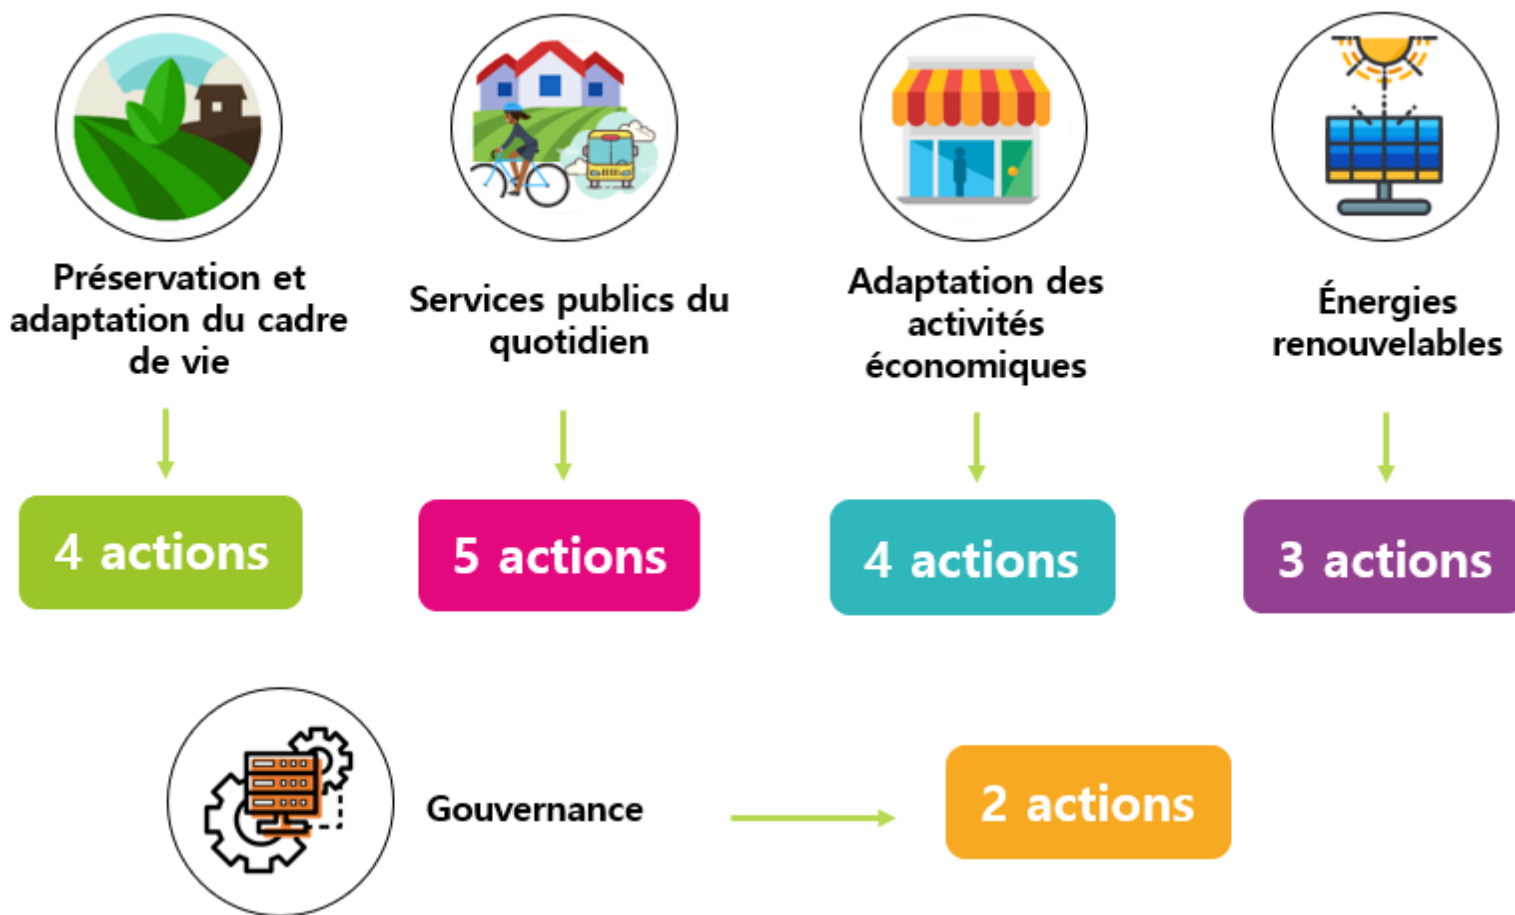 Préservation et
adaptation du cadre
de vie
Services publics du
quotidien
Adaptation des
activités
économiques
Énergies
renouvelables
4 actions
5 actions
4 actions
3 actions
Gouvernance
2 actions